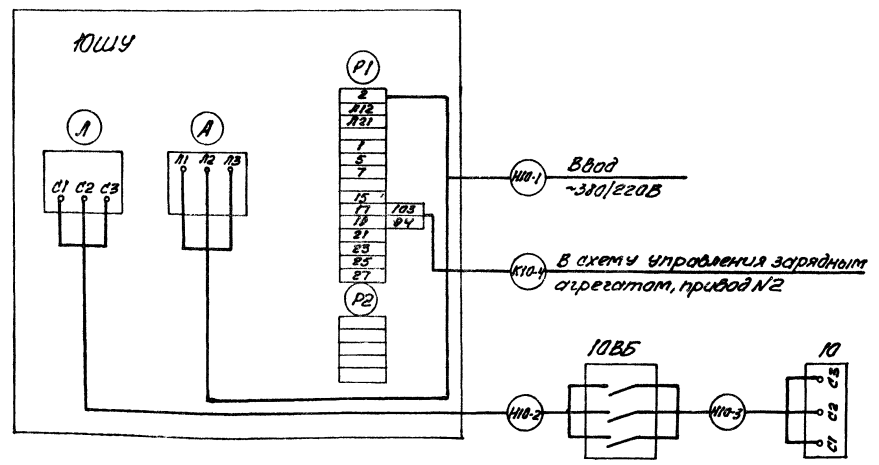 10ШУ
Р1
2
Л12
Л21
1
5
7
15
17 103
19 94
21
23
25
27
Р2
Л
С1 С2 С3
А
Л1 Л2 Л3
Н10-1
Ввод
~380/220В
К10-4
В схему управления зарядным
агрегатом, привод N2
10ВБ
10
Н10-2
Н10-3
С3
С2
С1